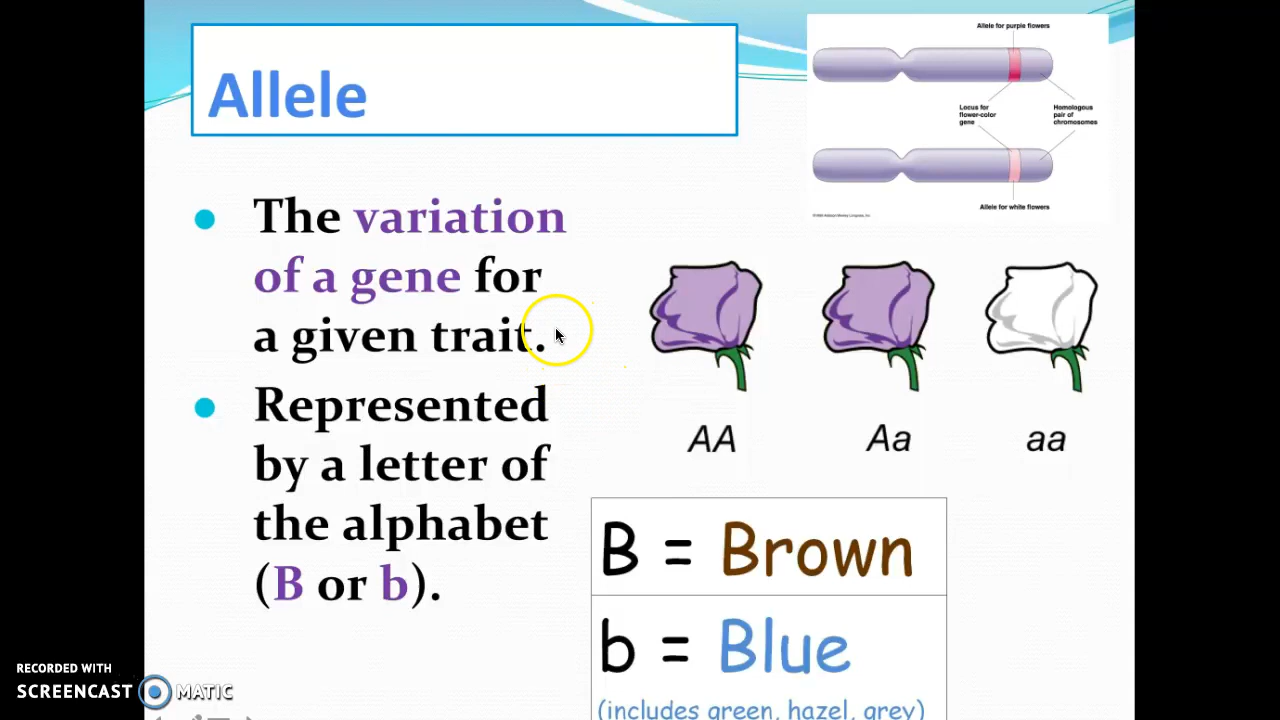 Allele
The variation
of a gene for
a given trait.
Represented
by a letter of
the alphabet
(B or b).
Allele for purple flowers
Locus for
flower-color
gene
Homologous
pair of
chromosomes
Allele for white flowers
AA
Aa
aa
B = Brown
b = Blue
(includes green, hazel, grey)
RECORDED WITH
SCREENCAST MATIC